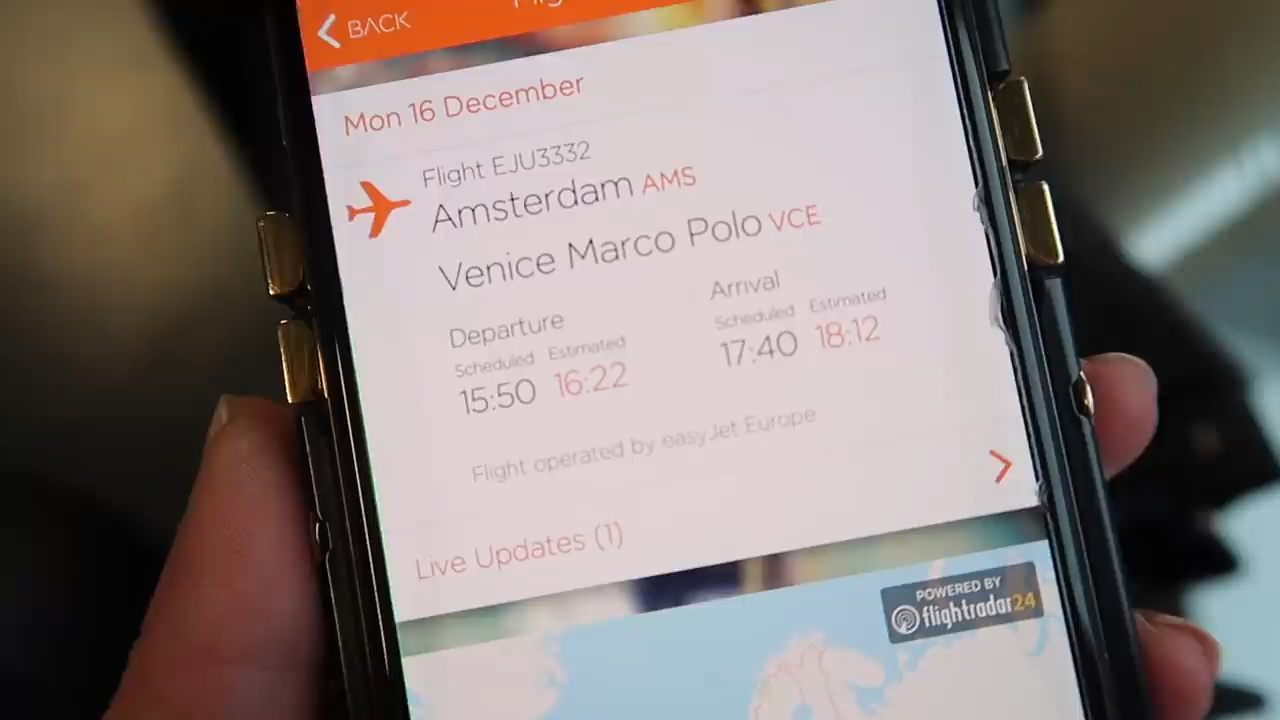 BACK
Mon 16 December
Flight EJU3332
Amsterdam AMS
Venice Marco Polo VCE
Departure
Scheduled Estimated
15:50 16:22
Arrival
Scheduled Estimated
17:40 18:12
Flight operated by easyJet Europe
Live Updates (1)
POWERED BY
flightradar24